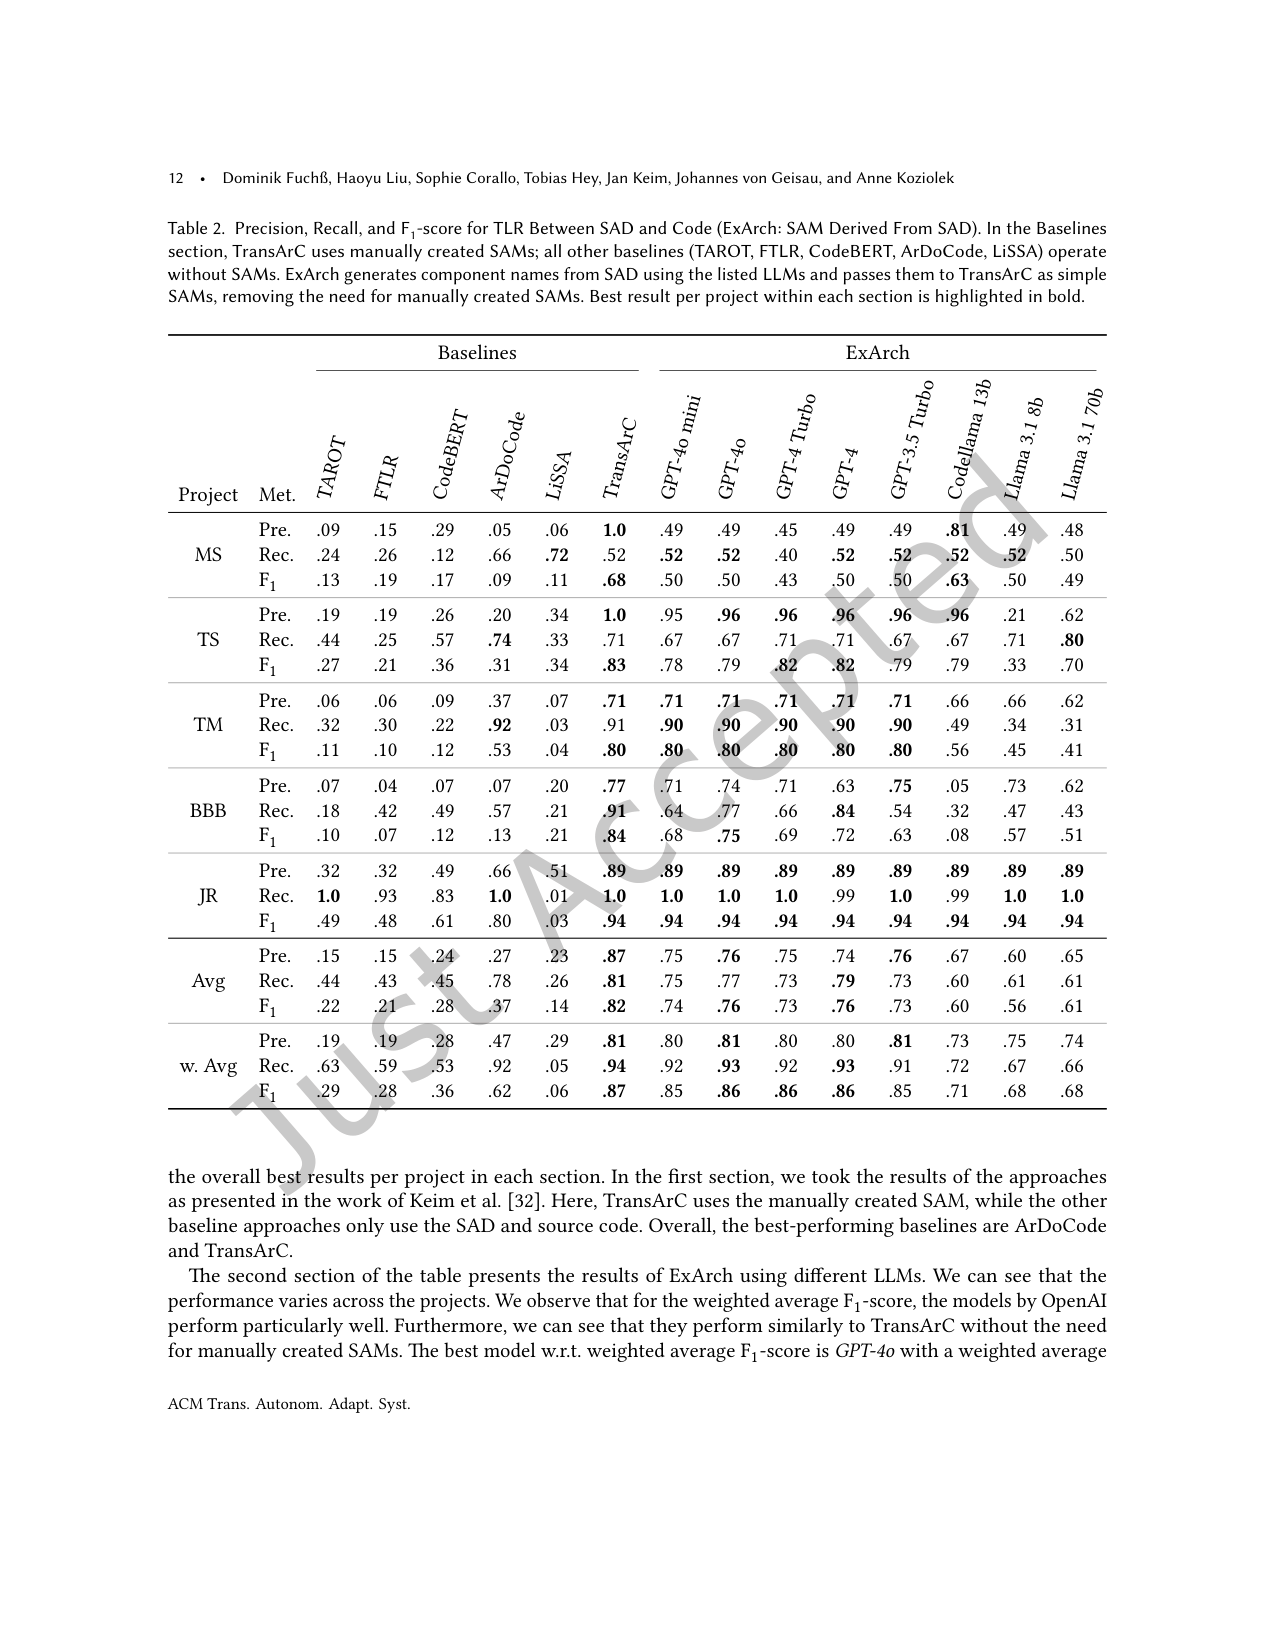 12 • Dominik Fuchß, Haoyu Liu, Sophie Corallo, Tobias Hey, Jan Keim, Johannes von Geisau, and Anne Koziolek
Table 2. Precision, Recall, and F1-score for TLR Between SAD and Code (ExArch: SAM Derived From SAD). In the Baselines
section, TransArC uses manually created SAMs; all other baselines (TAROT, FTLR, CodeBERT, ArDoCode, LiSSA) operate
without SAMs. ExArch generates component names from SAD using the listed LLMs and passes them to TransArC as simple
SAMs, removing the need for manually created SAMs. Best result per project within each section is highlighted in bold.
Baselines ExArch
Project Met. TAROT FTLR CodeBERT ArDoCode LiSSA TransArC GPT-4o mini GPT-4o GPT-4 Turbo GPT-4 GPT-3.5 Turbo Codellama 13b Llama 3.1 8b Llama 3.1 70b
Pre. .09 .15 .29 .05 .06 1.0 .49 .49 .45 .49 .49 .81 .49 .48
MS Rec. .24 .26 .12 .66 .72 .52 .52 .52 .40 .52 .52 .52 .52 .50
F1 .13 .19 .17 .09 .11 .68 .50 .50 .43 .50 .50 .63 .50 .49
Pre. .19 .19 .26 .20 .34 1.0 .95 .96 .96 .96 .96 .96 .21 .62
TS Rec. .44 .25 .57 .74 .33 .71 .67 .67 .71 .71 .67 .67 .71 .80
F1 .27 .21 .36 .31 .34 .83 .78 .79 .82 .82 .79 .79 .33 .70
Pre. .06 .06 .09 .37 .07 .71 .71 .71 .71 .71 .71 .66 .66 .62
TM Rec. .32 .30 .22 .92 .03 .91 .90 .90 .90 .90 .90 .49 .34 .31
F1 .11 .10 .12 .53 .04 .80 .80 .80 .80 .80 .80 .56 .45 .41
Pre. .07 .04 .07 .07 .20 .77 .71 .74 .71 .63 .75 .05 .73 .62
BBB Rec. .18 .42 .49 .57 .21 .91 .64 .77 .66 .84 .54 .32 .47 .43
F1 .10 .07 .12 .13 .21 .84 .68 .75 .69 .72 .63 .08 .57 .51
Pre. .32 .32 .49 .66 .51 .89 .89 .89 .89 .89 .89 .89 .89 .89
JR Rec. 1.0 .93 .83 1.0 .01 1.0 1.0 1.0 1.0 .99 1.0 .99 1.0 1.0
F1 .49 .48 .61 .80 .03 .94 .94 .94 .94 .94 .94 .94 .94 .94
Pre. .15 .15 .24 .27 .23 .87 .75 .76 .75 .74 .76 .67 .60 .65
Avg Rec. .44 .43 .45 .78 .26 .81 .75 .77 .73 .79 .73 .60 .61 .61
F1 .22 .21 .28 .37 .14 .82 .74 .76 .73 .76 .73 .60 .56 .61
Pre. .19 .19 .28 .47 .29 .81 .80 .81 .80 .80 .81 .73 .75 .74
w. Avg Rec. .63 .59 .53 .92 .05 .94 .92 .93 .92 .93 .91 .72 .67 .66
F1 .29 .28 .36 .62 .06 .87 .85 .86 .86 .86 .85 .71 .68 .68
Just Accepted
the overall best results per project in each section. In the first section, we took the results of the approaches
as presented in the work of Keim et al. [32]. Here, TransArC uses the manually created SAM, while the other
baseline approaches only use the SAD and source code. Overall, the best-performing baselines are ArDoCode
and TransArC.
The second section of the table presents the results of ExArch using different LLMs. We can see that the
performance varies across the projects. We observe that for the weighted average F1-score, the models by OpenAI
perform particularly well. Furthermore, we can see that they perform similarly to TransArC without the need
for manually created SAMs. The best model w.r.t. weighted average F1-score is GPT-4o with a weighted average
ACM Trans. Autonom. Adapt. Syst.